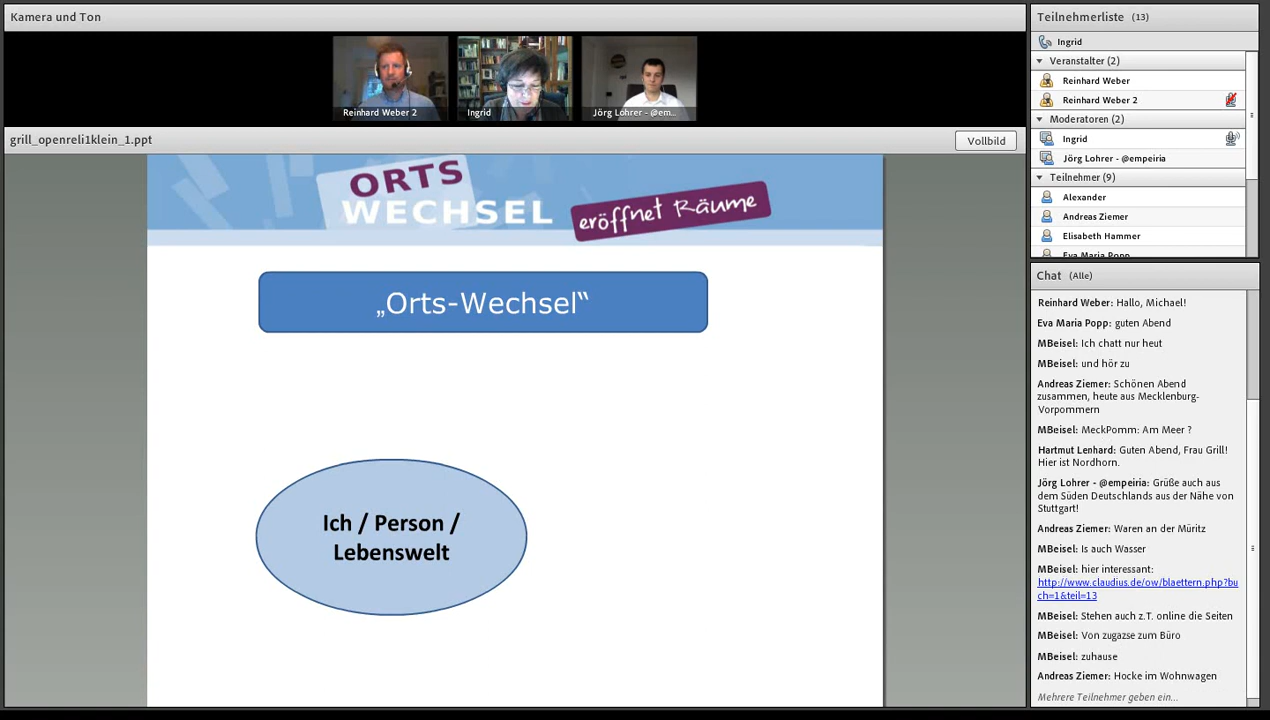 Kamera und Ton
Reinhard Weber 2
Ingrid
Jörg Lohrer - @em...
grill_openreli1klein_1.ppt
Vollbild
ORTS
WECHSEL
eröffnet Räume
„Orts-Wechsel“
Ich / Person /
Lebenswelt
Teilnehmerliste (13)
Ingrid
Veranstalter (2)
Reinhard Weber
Reinhard Weber 2
Moderatoren (2)
Ingrid
Jörg Lohrer - @empeiria
Teilnehmer (9)
Alexander
Andreas Ziemer
Elisabeth Hammer
Eva Maria Popp
Chat (Alle)
Reinhard Weber: Hallo, Michael!
Eva Maria Popp: guten Abend
MBeisel: Ich chatt nur heut
MBeisel: und hör zu
Andreas Ziemer: Schönen Abend
zusammen, heute aus Mecklenburg-
Vorpommern
MBeisel: MeckPomm: Am Meer ?
Hartmut Lenhard: Guten Abend, Frau Grill!
Hier ist Nordhorn.
Jörg Lohrer - @empeiria: Grüße auch aus
dem Süden Deutschlands aus der Nähe von
Stuttgart!
Andreas Ziemer: Waren an der Müritz
MBeisel: Is auch Wasser
MBeisel: hier interessant:
http://www.claudius.de/ow/blaettern.php?bu
ch=1&teil=13
MBeisel: Stehen auch z.T. online die Seiten
MBeisel: Von zugazse zum Büro
MBeisel: zuhause
Andreas Ziemer: Hocke im Wohnwagen
Mehrere Teilnehmer geben ein...